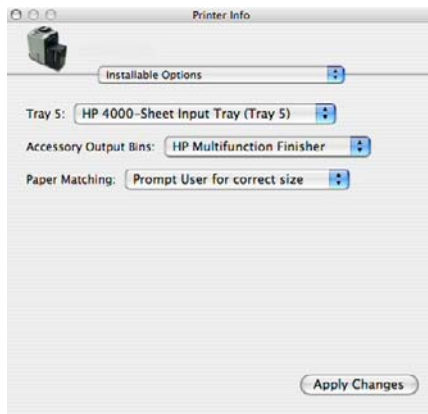 Printer Info
Installable Options
Tray 5: HP 4000-Sheet Input Tray (Tray 5)
Accessory Output Bins: HP Multifunction Finisher
Paper Matching: Prompt User for correct size
Apply Changes